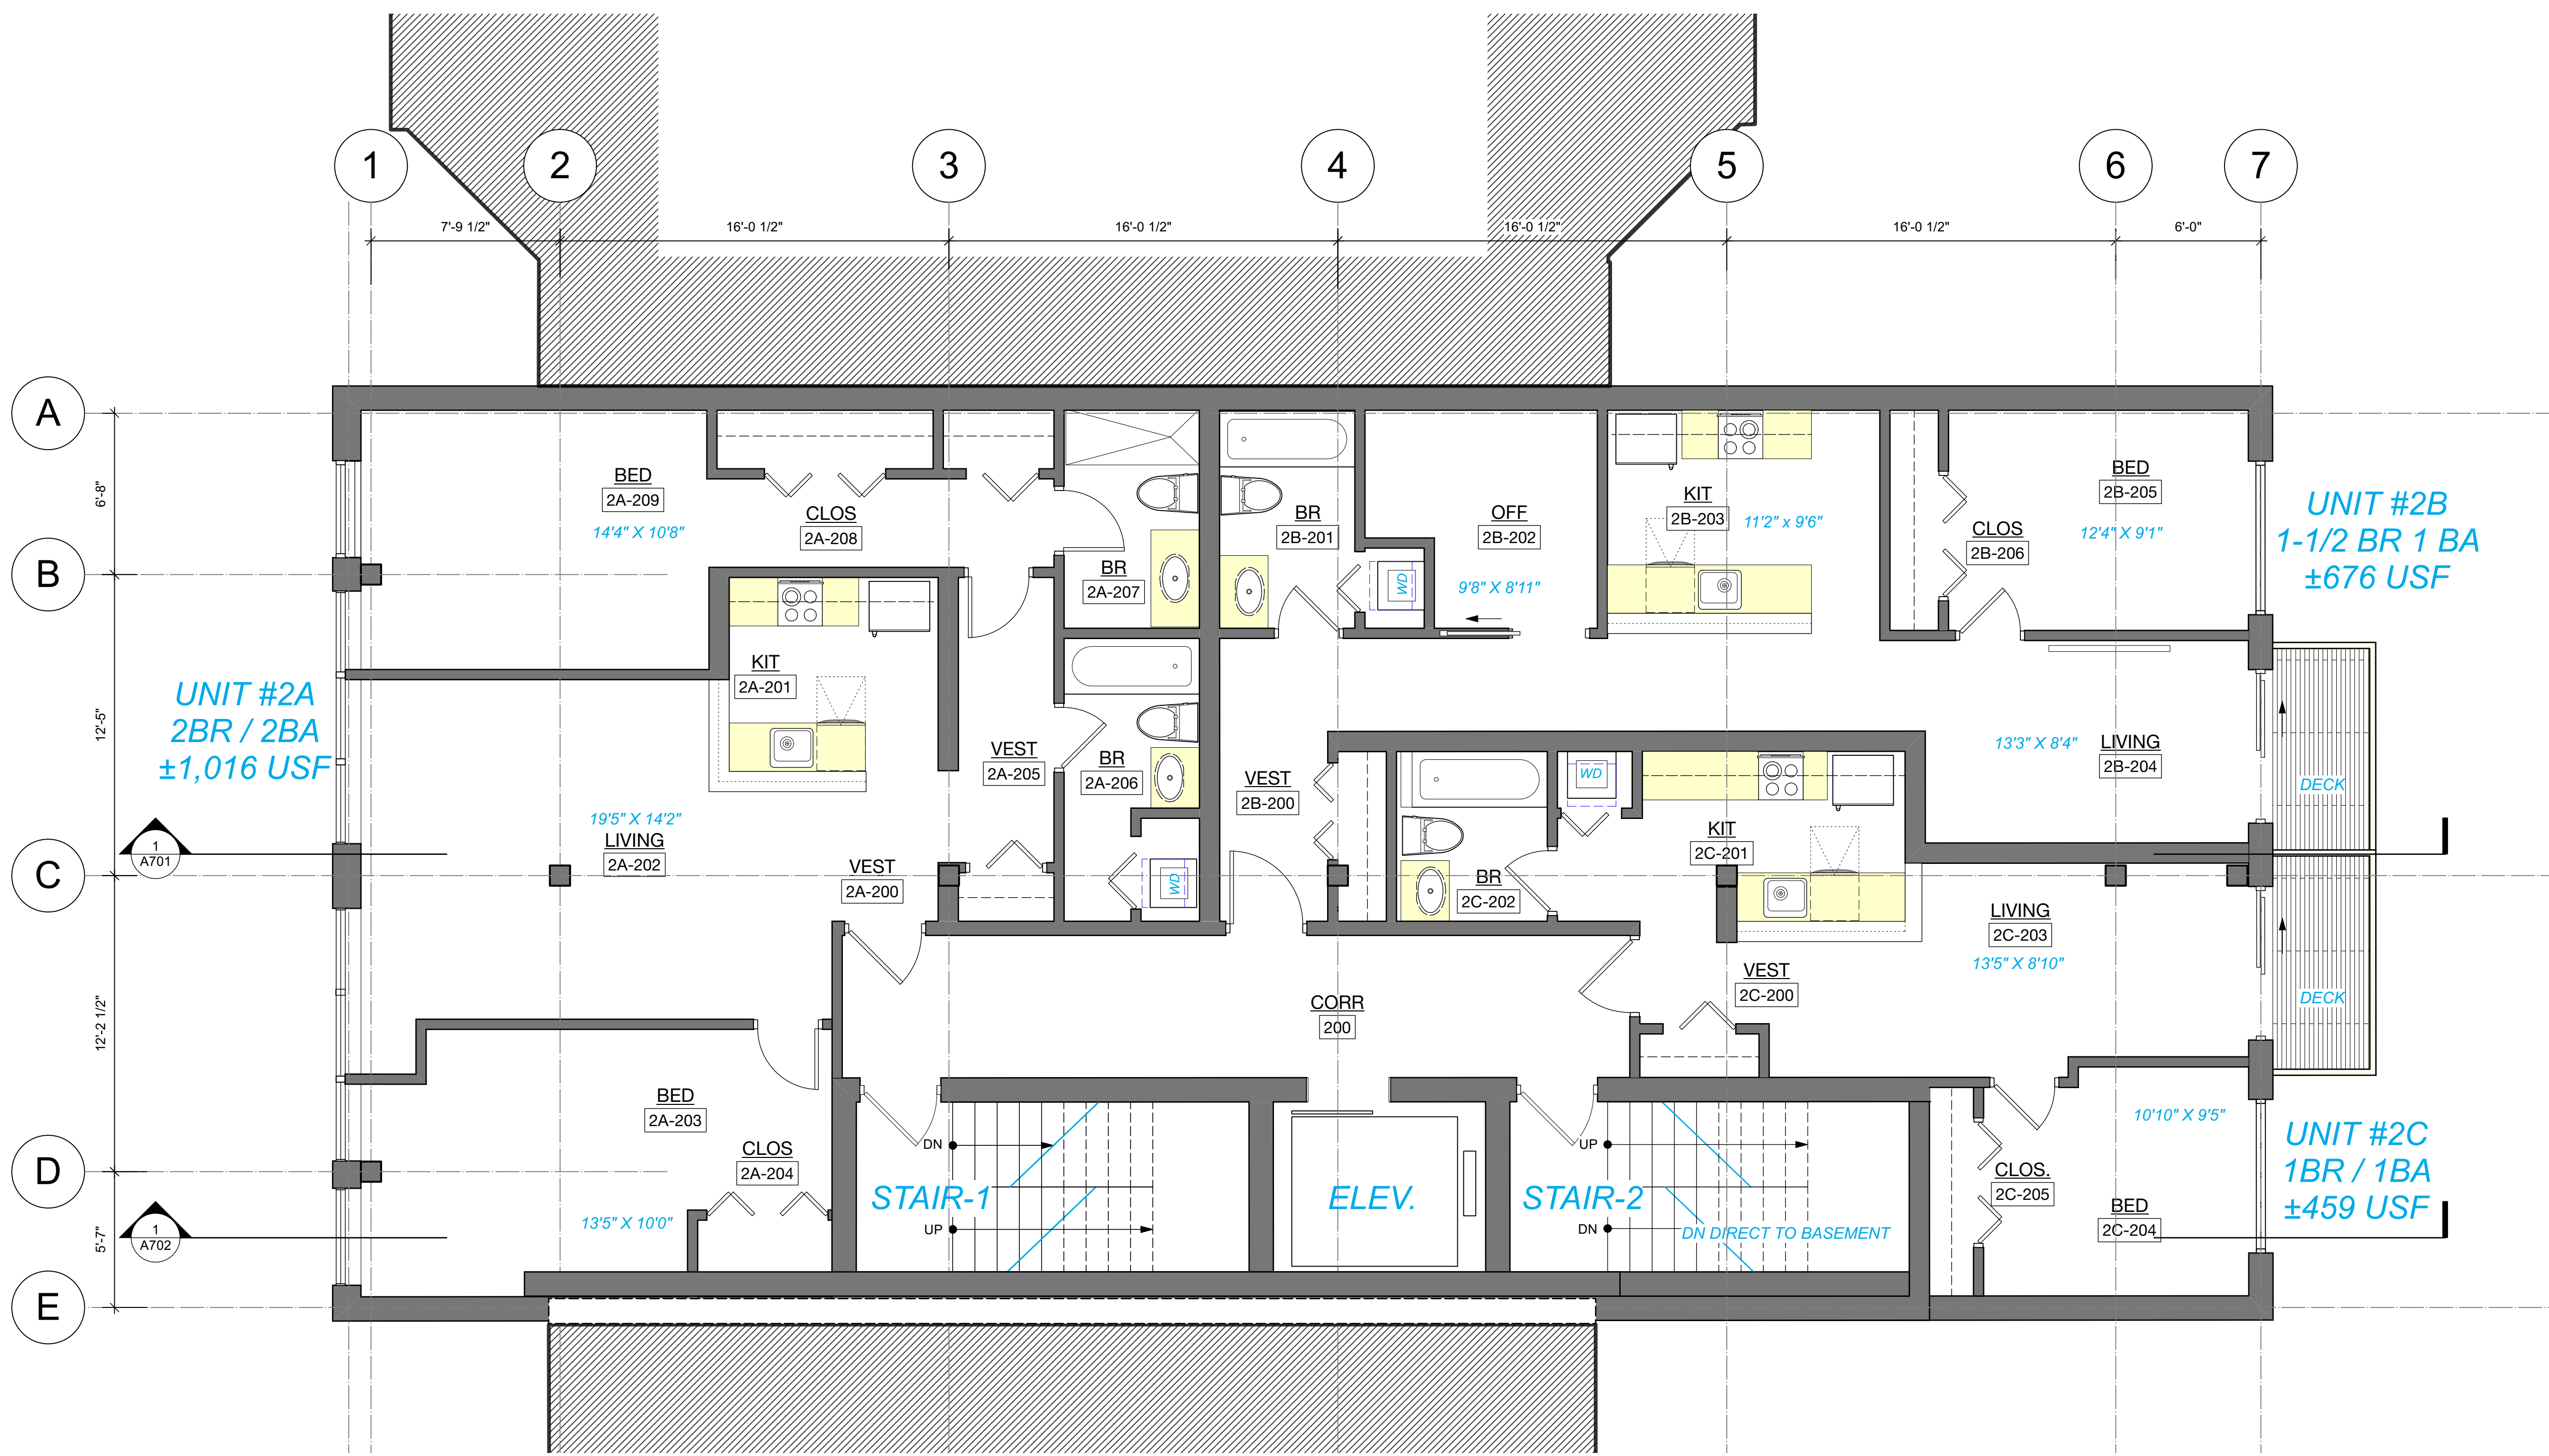 1
2
3
4
5
6
7
7'-9 1/2"
16'-0 1/2"
16'-0 1/2"
16'-0 1/2"
16'-0 1/2"
6'-0"
A
B
C
D
E
6'-8"
12'-5"
12'-2 1/2"
5'-7"
UNIT #2A
2BR / 2BA
±1,016 USF
1
A701
1
A702
BED
2A-209
14'4" X 10'8"
CLOS
2A-208
BR
2A-207
KIT
2A-201
VEST
2A-205
BR
2A-206
WD
19'5" X 14'2"
LIVING
2A-202
VEST
2A-200
BED
2A-203
CLOS
2A-204
13'5" X 10'0"
BR
2B-201
WD
OFF
2B-202
9'8" X 8'11"
KIT
2B-203
11'2" x 9'6"
CLOS
2B-206
BED
2B-205
12'4" X 9'1"
UNIT #2B
1-1/2 BR 1 BA
±676 USF
VEST
2B-200
13'3" X 8'4"
LIVING
2B-204
DECK
WD
KIT
2C-201
BR
2C-202
LIVING
2C-203
13'5" X 8'10"
VEST
2C-200
DECK
CORR
200
DN
STAIR-1
UP
ELEV.
UP
STAIR-2
DN
DN DIRECT TO BASEMENT
10'10" X 9'5"
CLOS.
2C-205
BED
2C-204
UNIT #2C
1BR / 1BA
±459 USF